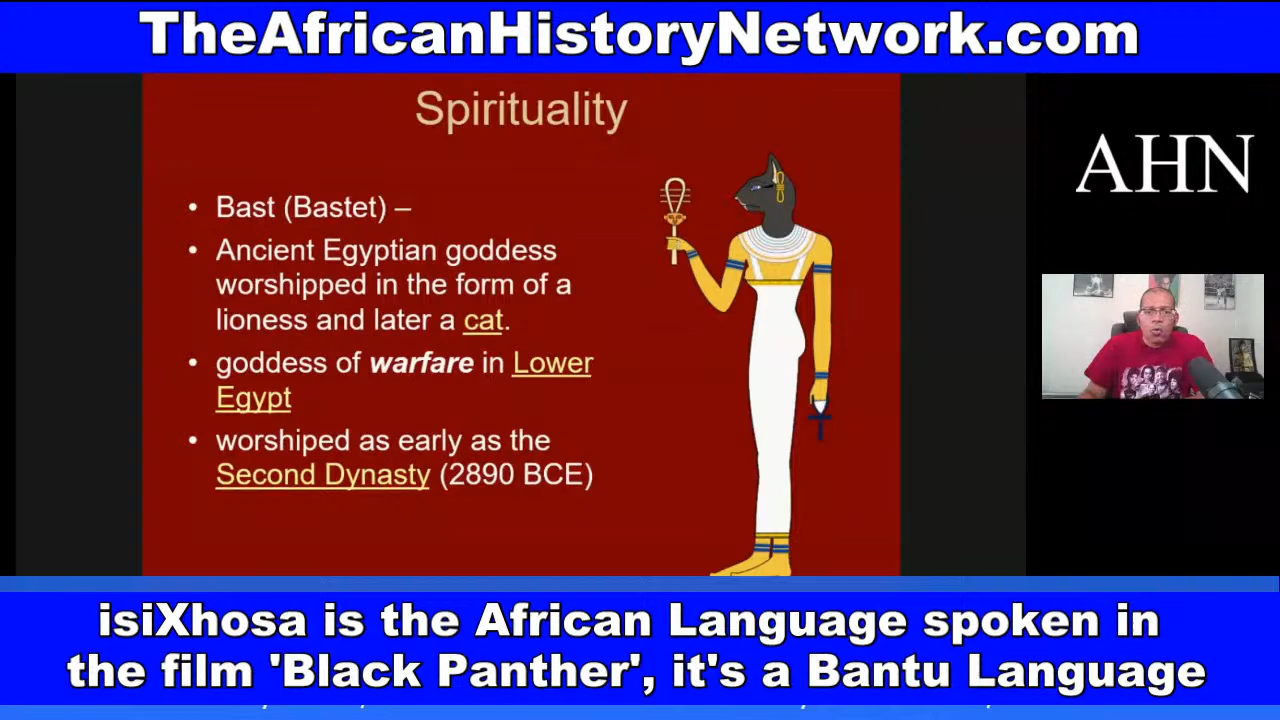 TheAfricanHistoryNetwork.com
Spirituality
AHN
• Bast (Bastet) –
• Ancient Egyptian goddess
worshipped in the form of a
lioness and later a cat.
• goddess of warfare in Lower
Egypt
• worshiped as early as the
Second Dynasty (2890 BCE)
isiXhosa is the African Language spoken in
the film 'Black Panther', it's a Bantu Language